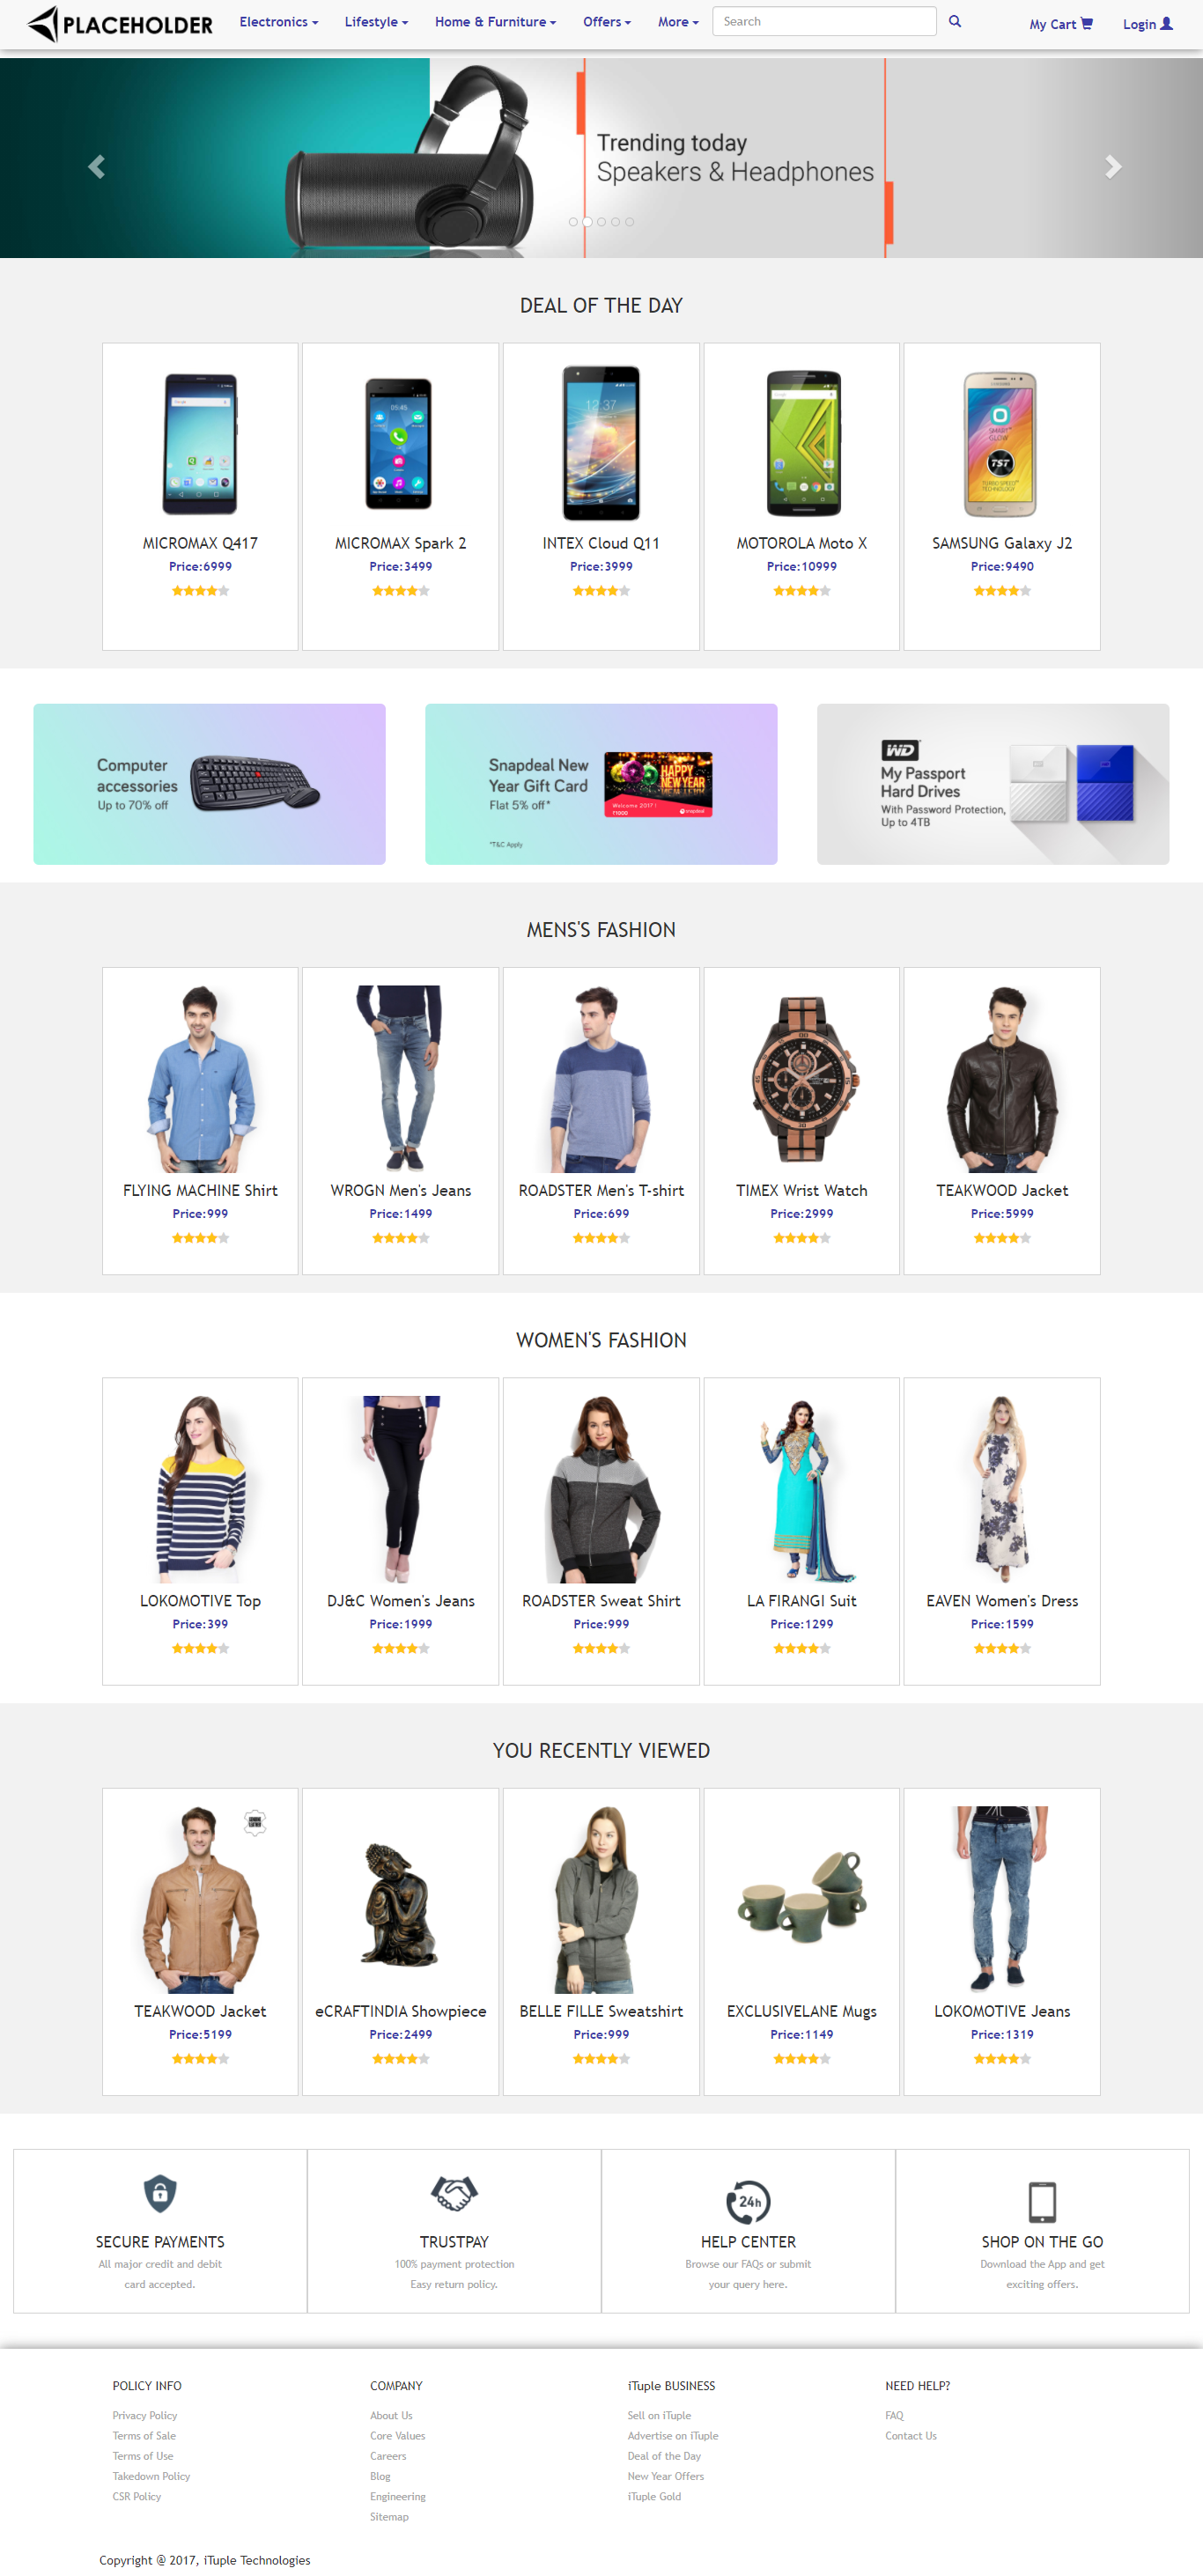 PLACEHOLDER
Electronics Lifestyle Home & Furniture Offers More Search My Cart Login
Trending today
Speakers & Headphones
DEAL OF THE DAY
MICROMAX Q417 MICROMAX Spark 2 INTEX Cloud Q11 MOTOROLA Moto X SAMSUNG Galaxy J2
Price:6999 Price:3499 Price:3999 Price:10999 Price:9490
Computer
accessories
Up to 70% off
Snapdeal New
Year Gift Card
Flat 5% off*
*T&C Apply
HAPPY
NEW YEAR
Welcome 2017 !
snapdeal
WD
My Passport
Hard Drives
With Password Protection,
Up to 4TB
MENS'S FASHION
FLYING MACHINE Shirt WROGN Men's Jeans ROADSTER Men's T-shirt TIMEX Wrist Watch TEAKWOOD Jacket
Price:999 Price:1499 Price:699 Price:2999 Price:5999
WOMEN'S FASHION
LOKOMOTIVE Top DJ&C Women's Jeans ROADSTER Sweat Shirt LA FIRANGI Suit EAVEN Women's Dress
Price:399 Price:1999 Price:999 Price:1299 Price:1599
YOU RECENTLY VIEWED
TEAKWOOD Jacket eCRAFTINDIA Showpiece BELLE FILLE Sweatshirt EXCLUSIVELANE Mugs LOKOMOTIVE Jeans
Price:5199 Price:2499 Price:999 Price:1149 Price:1319
24h
SECURE PAYMENTS TRUSTPAY HELP CENTER SHOP ON THE GO
All major credit and debit 100% payment protection Browse our FAQs or submit Download the App and get
card accepted. Easy return policy. your query here. exciting offers.
POLICY INFO COMPANY iTuple BUSINESS NEED HELP?
Privacy Policy About Us Sell on iTuple FAQ
Terms of Sale Core Values Advertise on iTuple Contact Us
Terms of Use Careers Deal of the Day
Takedown Policy Blog New Year Offers
CSR Policy Engineering iTuple Gold
Sitemap
Copyright @ 2017, iTuple Technologies